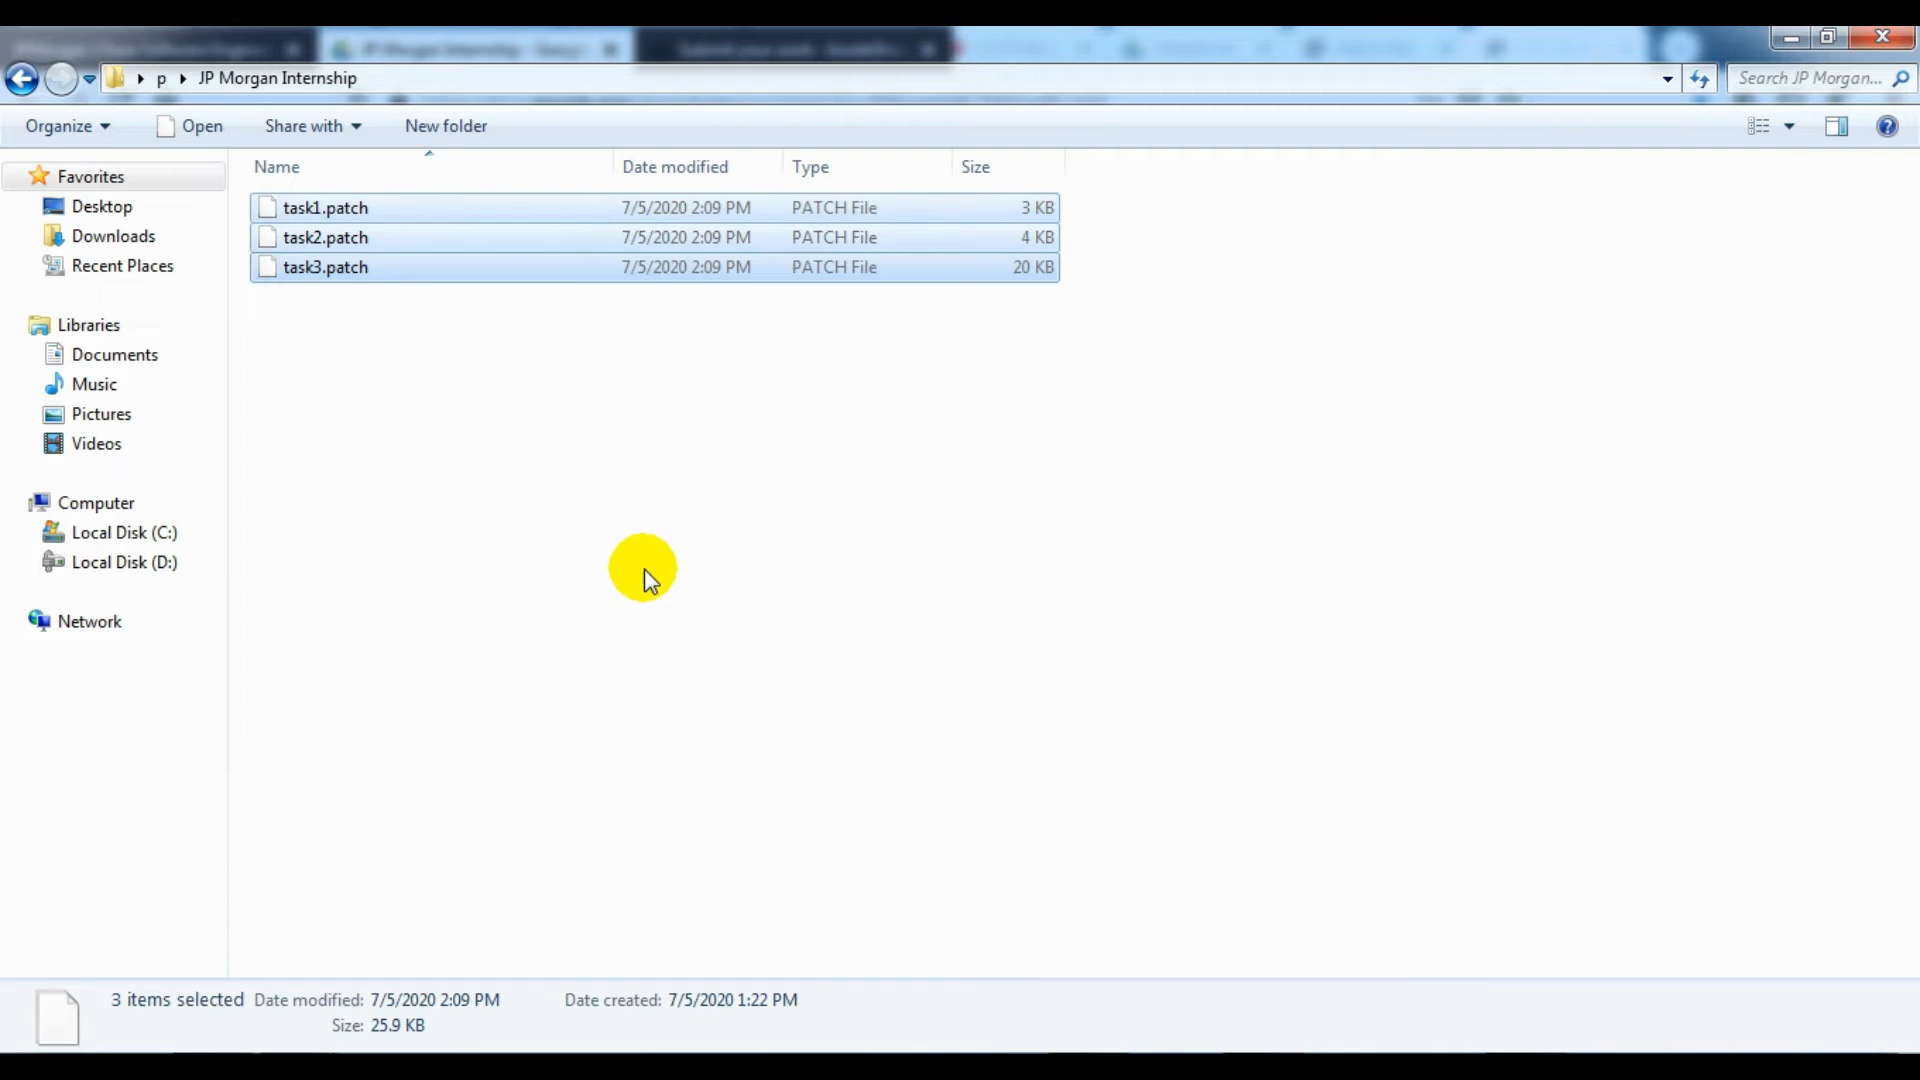 p JP Morgan Internship
Search JP Morgan...
Organize Open Share with New folder
Name Date modified Type Size
Favorites
task1.patch 7/5/2020 2:09 PM PATCH File 3 KB
Desktop
task2.patch 7/5/2020 2:09 PM PATCH File 4 KB
Downloads
task3.patch 7/5/2020 2:09 PM PATCH File 20 KB
Recent Places
Libraries
Documents
Music
Pictures
Videos
Computer
Local Disk (C:)
Local Disk (D:)
Network
3 items selected Date modified: 7/5/2020 2:09 PM Date created: 7/5/2020 1:22 PM
Size: 25.9 KB